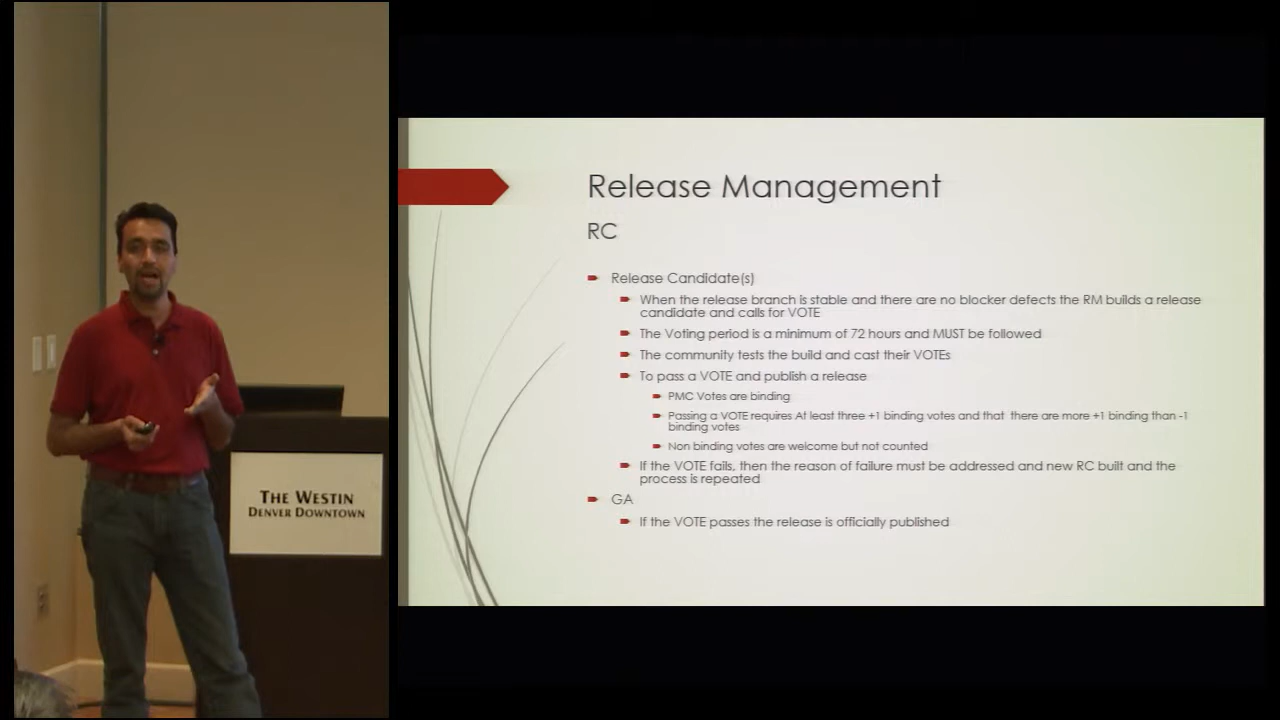 Release Management
RC
Release Candidate(s)
When the release branch is stable and there are no blocker defects the RM builds a release
candidate and calls for VOTE
The Voting period is a minimum of 72 hours and MUST be followed
The community tests the build and cast their VOTEs
To pass a VOTE and publish a release
PMC Votes are binding
Passing a VOTE requires At least three +1 binding votes and that there are more +1 binding than -1
binding votes
Non binding votes are welcome but not counted
If the VOTE fails, then the reason of failure must be addressed and new RC built and the
process is repeated
GA
If the VOTE passes the release is officially published
THE WESTIN
DENVER DOWNTOWN